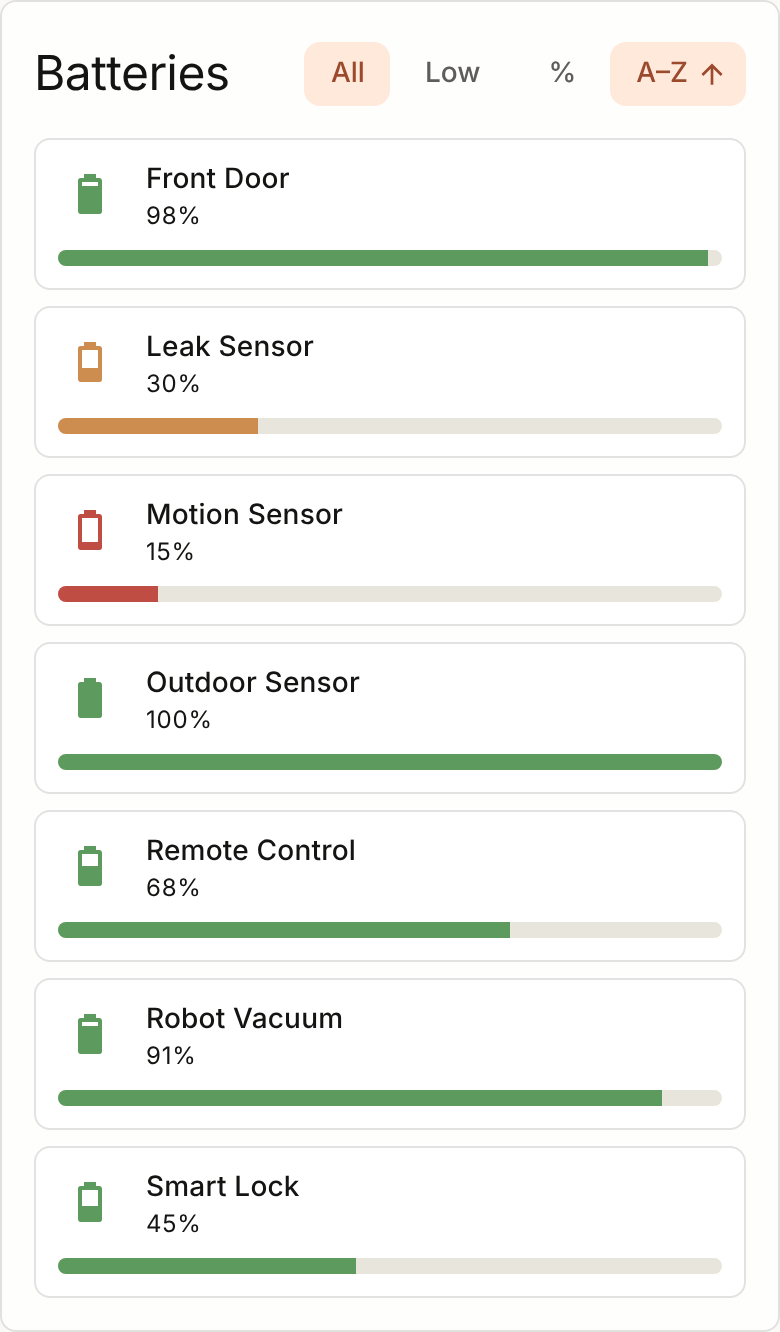 Batteries All Low % A–Z ↑
Front Door
98%
Leak Sensor
30%
Motion Sensor
15%
Outdoor Sensor
100%
Remote Control
68%
Robot Vacuum
91%
Smart Lock
45%